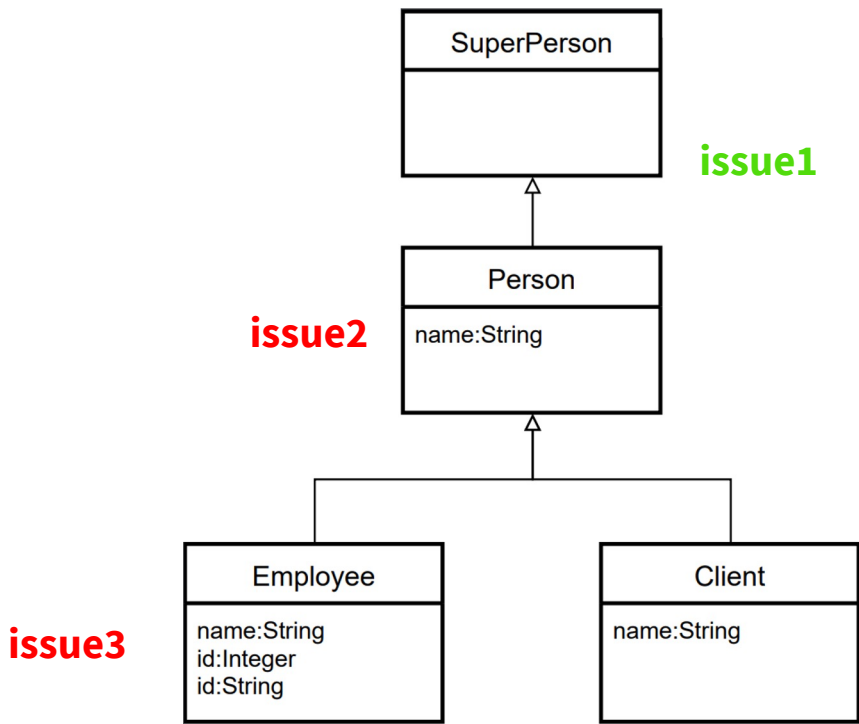 SuperPerson
issue1
Person
issue2
name:String
Employee
Client
issue3
name:String
id:Integer
id:String
name:String